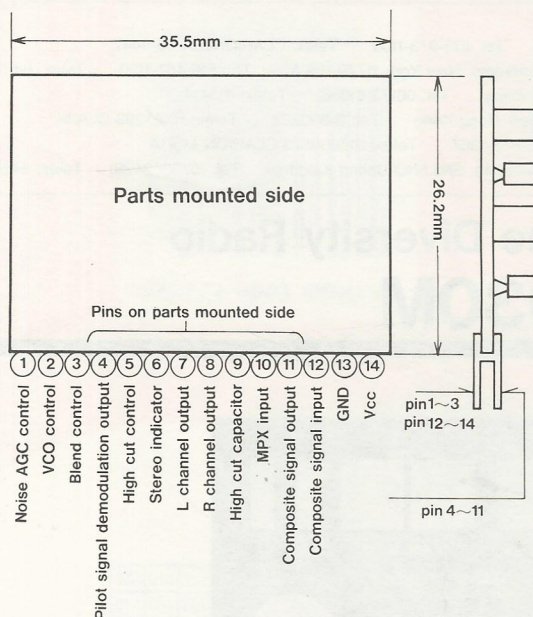 35.5mm
Parts mounted side
26.2mm
Pins on parts mounted side
1 2 3 4 5 6 7 8 9 10 11 12 13 14
Noise AGC control
VCO control
Blend control
Pilot signal demodulation output
High cut control
Stereo indicator
L channel output
R channel output
High cut capacitor
MPX input
Composite signal output
Composite signal input
GND
Vcc
pin1~3
pin12~14
pin 4~11